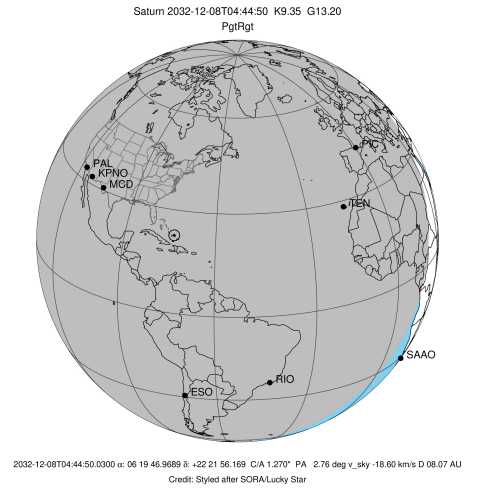 Saturn 2032-12-08T04:44:50 K9.35 G13.20
PgtRgt
PIC
PAL
KPNO
MCD
TEN
SAAO
RIO
ESO
2032-12-08T04:44:50.0300 α: 06 19 46.9689 δ: +22 21 56.169 C/A 1.270" PA 2.76 deg v_sky -18.60 km/s D 08.07 AU
Credit: Styled after SORA/Lucky Star